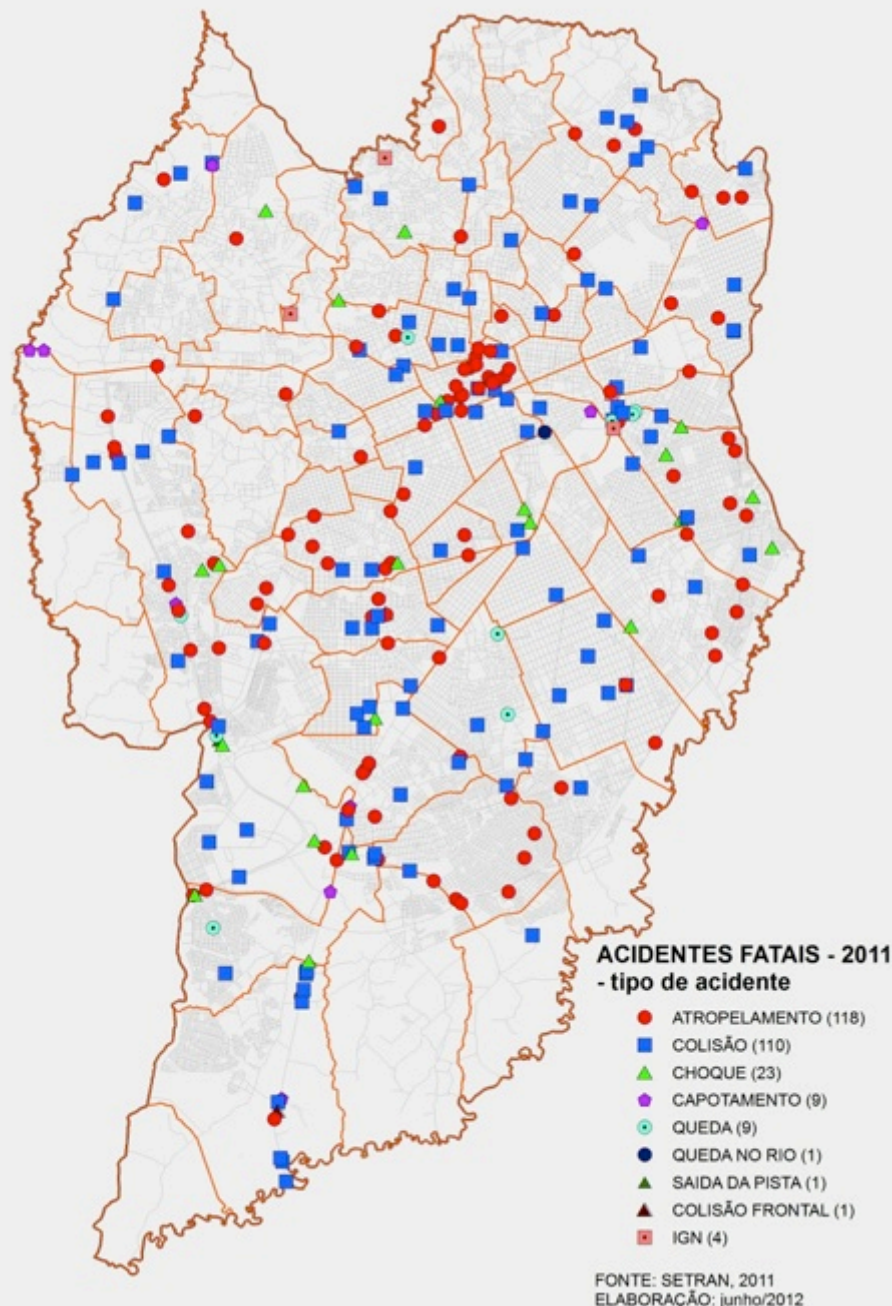 ACIDENTES FATAIS - 2011
- tipo de acidente
ATROPELAMENTO (118)
COLISÃO (110)
CHOQUE (23)
CAPOTAMENTO (9)
QUEDA (9)
QUEDA NO RIO (1)
SAIDA DA PISTA (1)
COLISÃO FRONTAL (1)
IGN (4)
FONTE: SETRAN, 2011
ELABORAÇÃO: junho/2012